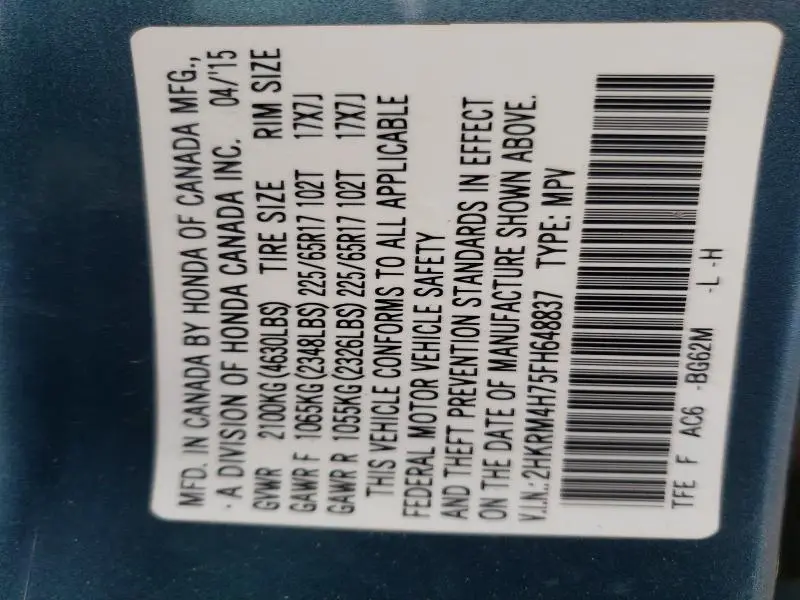 MFD. IN CANADA BY HONDA OF CANADA MFG.,
· A DIVISION OF HONDA CANADA INC. 04/'15
GVWR 2100KG (4630LBS) TIRE SIZE RIM SIZE
GAWR F 1065KG (2348LBS) 225/65R17 102T 17X7J
GAWR R 1055KG (2326LBS) 225/65R17 102T 17X7J
THIS VEHICLE CONFORMS TO ALL APPLICABLE
FEDERAL MOTOR VEHICLE SAFETY
AND THEFT PREVENTION STANDARDS IN EFFECT
ON THE DATE OF MANUFACTURE SHOWN ABOVE.
V.I.N.:2HKRM4H75FH648837 TYPE: MPV
TFE F AC6 -BG62M -L -H